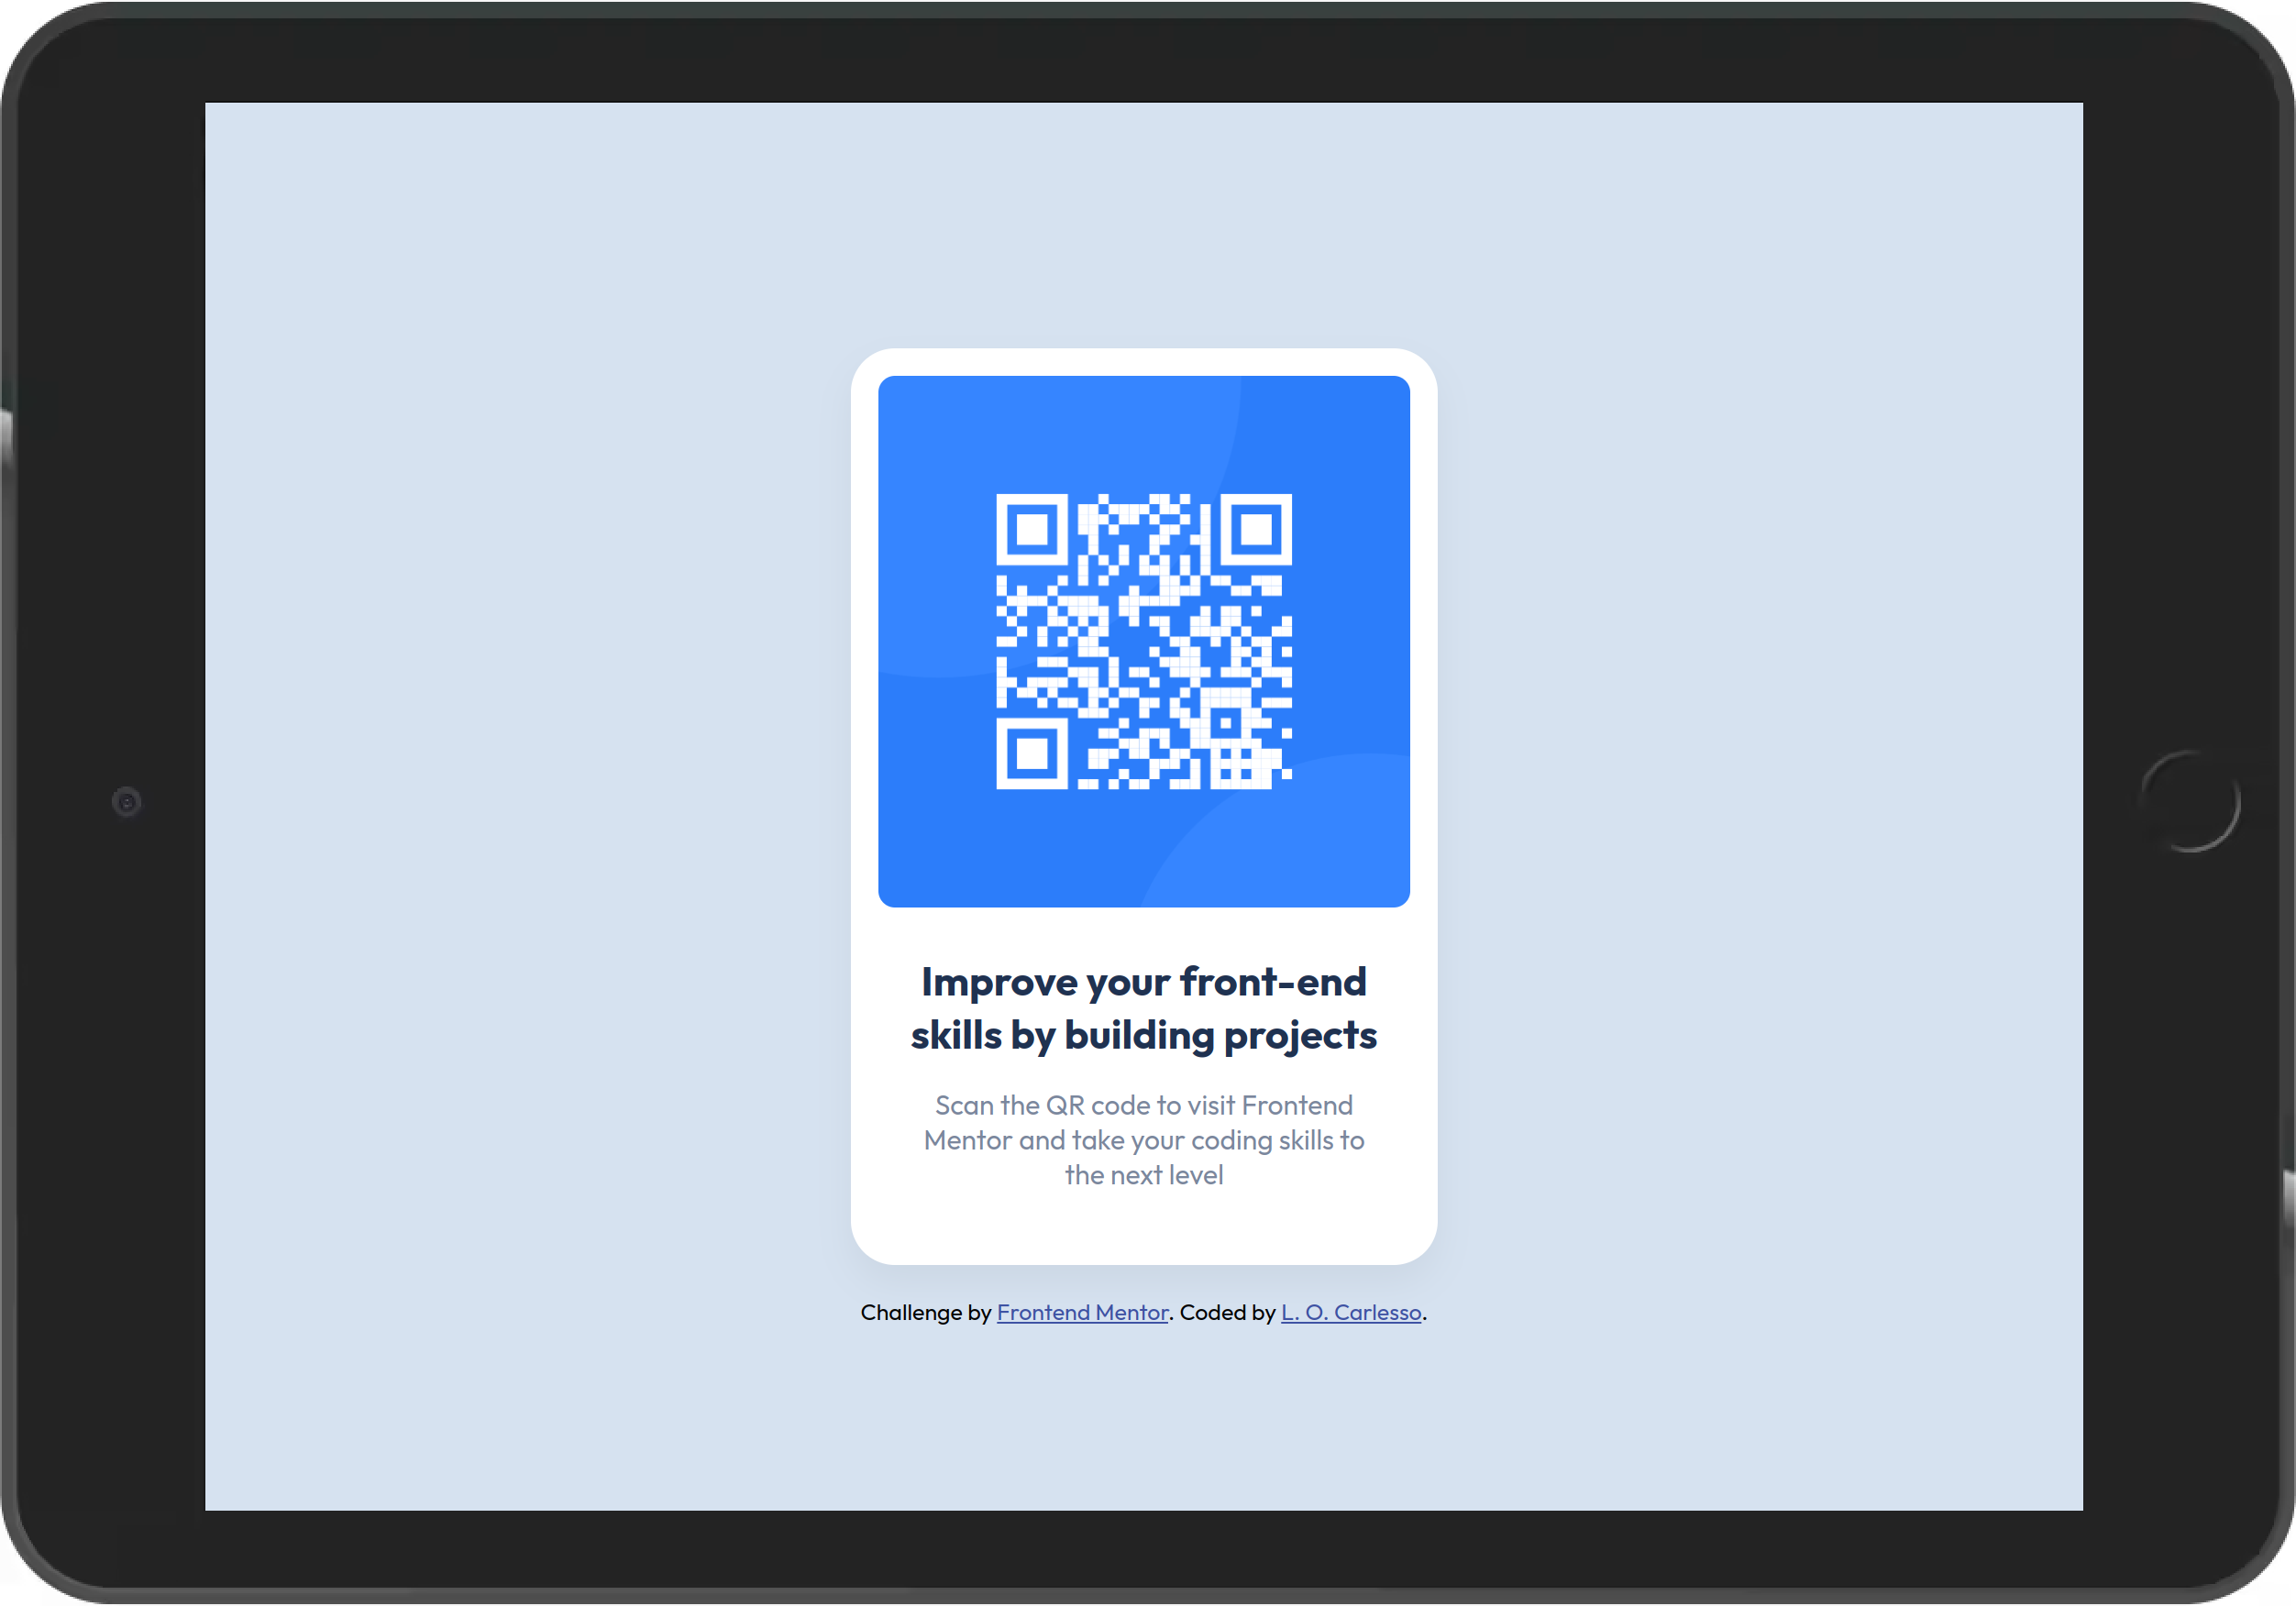 Improve your front-end
skills by building projects
Scan the QR code to visit Frontend
Mentor and take your coding skills to
the next level
Challenge by Frontend Mentor. Coded by L. O. Carlesso.